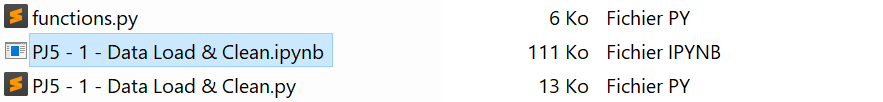 functions.py 6 Ko Fichier PY
PJ5 - 1 - Data Load & Clean.ipynb 111 Ko Fichier IPYNB
PJ5 - 1 - Data Load & Clean.py 13 Ko Fichier PY